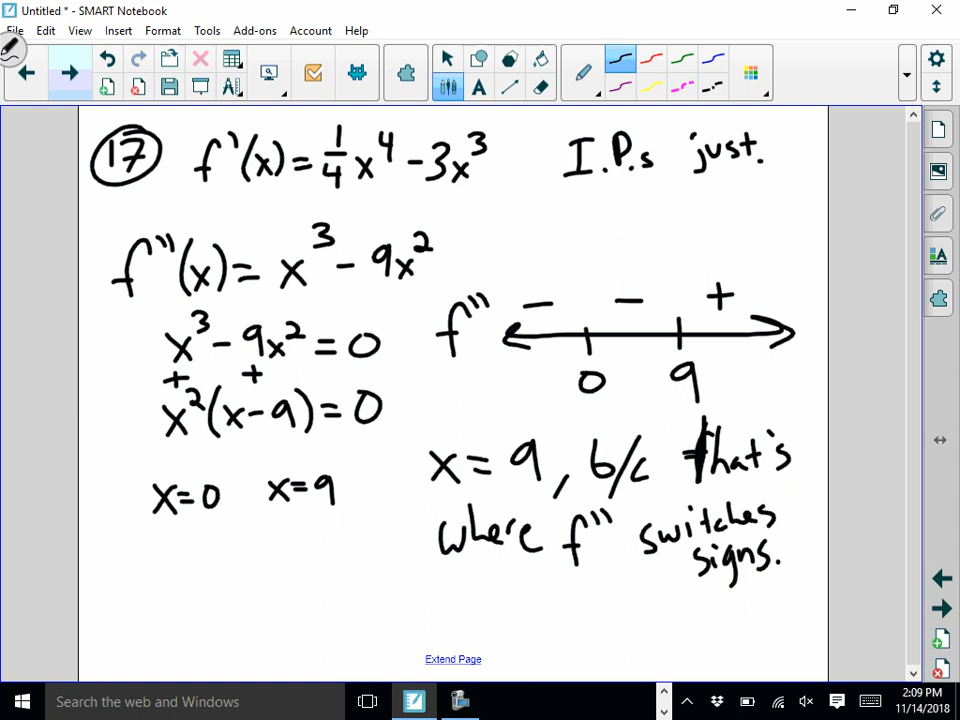 Untitled * - SMART Notebook
File Edit View Insert Format Tools Add-ons Account Help
17 f'(x) = 1/4 x^4 - 3x^3 I.P.s just.
f''(x) = x^3 - 9x^2
f'' - - +
0 9
x^3 - 9x^2 = 0
+ +
x^2(x-9) = 0
x=0 x=9
x = 9, b/c that's
where f'' switches
signs.
Extend Page
Search the web and Windows
2:09 PM
11/14/2018